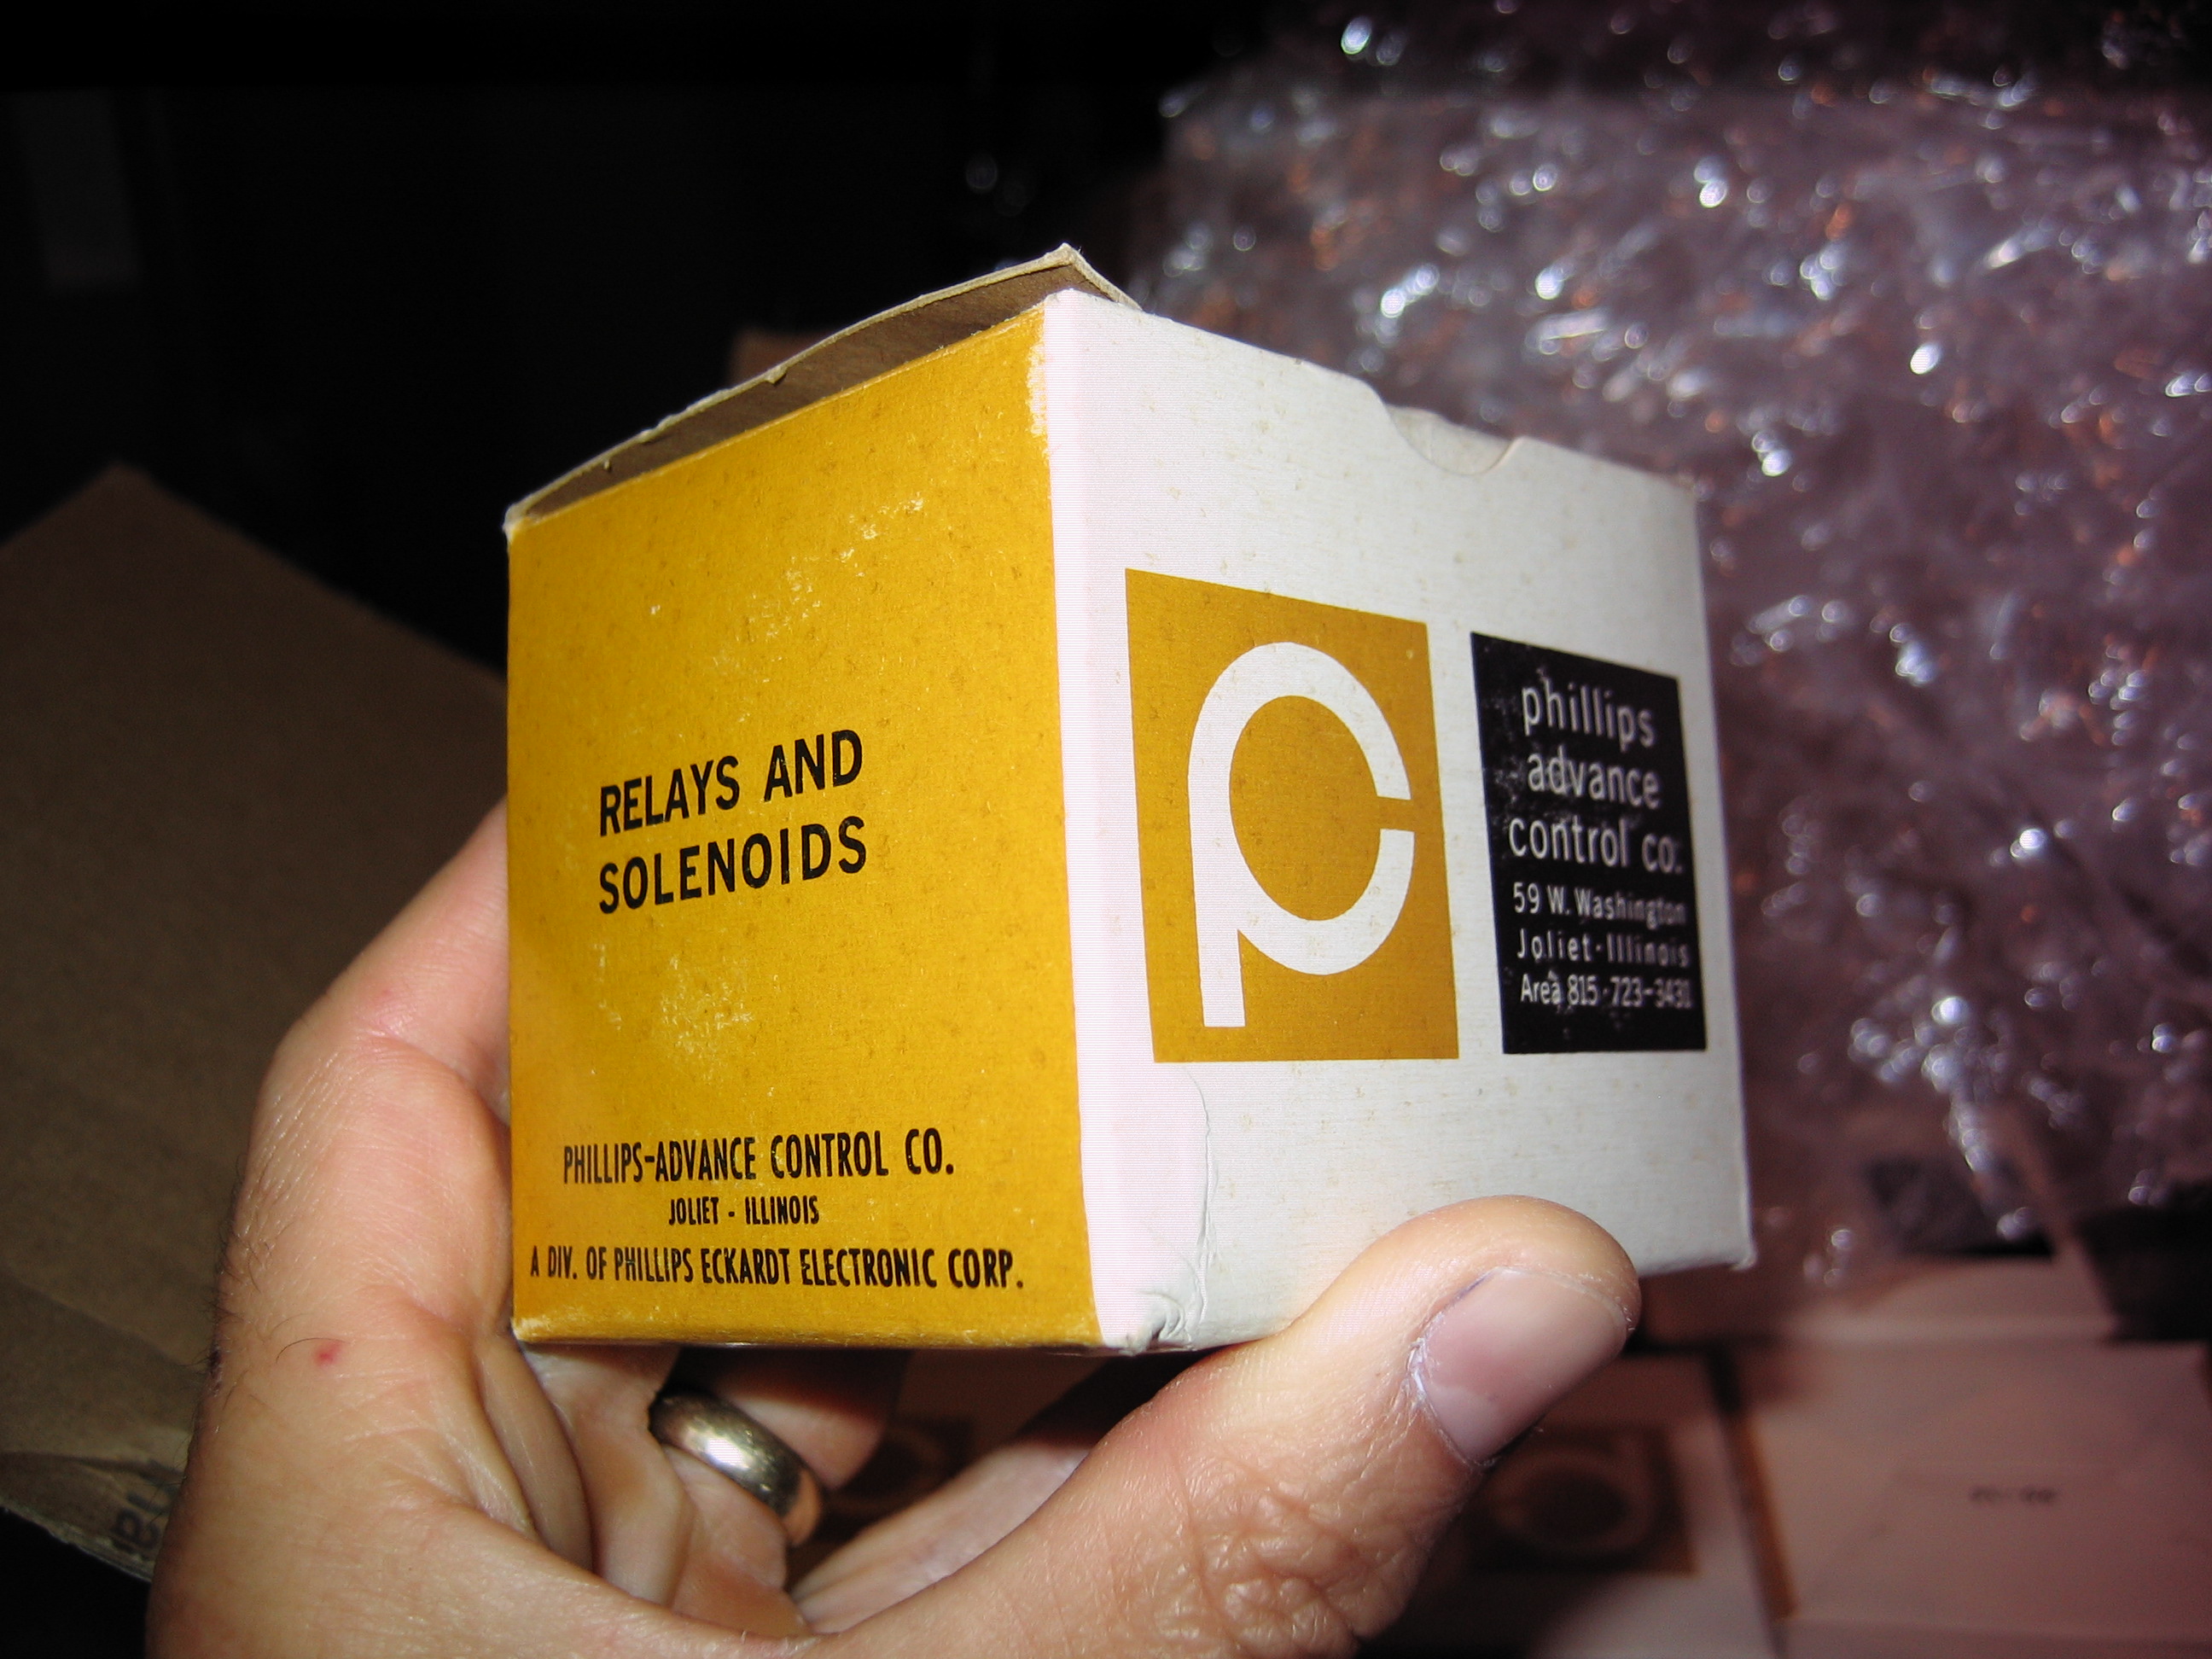 RELAYS AND
SOLENOIDS
PHILLIPS-ADVANCE CONTROL CO.
JOLIET - ILLINOIS
A DIV. OF PHILLIPS ECKARDT ELECTRONIC CORP.
phillips
advance
control co.
59 W. Washington
Joliet · Illinois
Area 815 · 723-3431